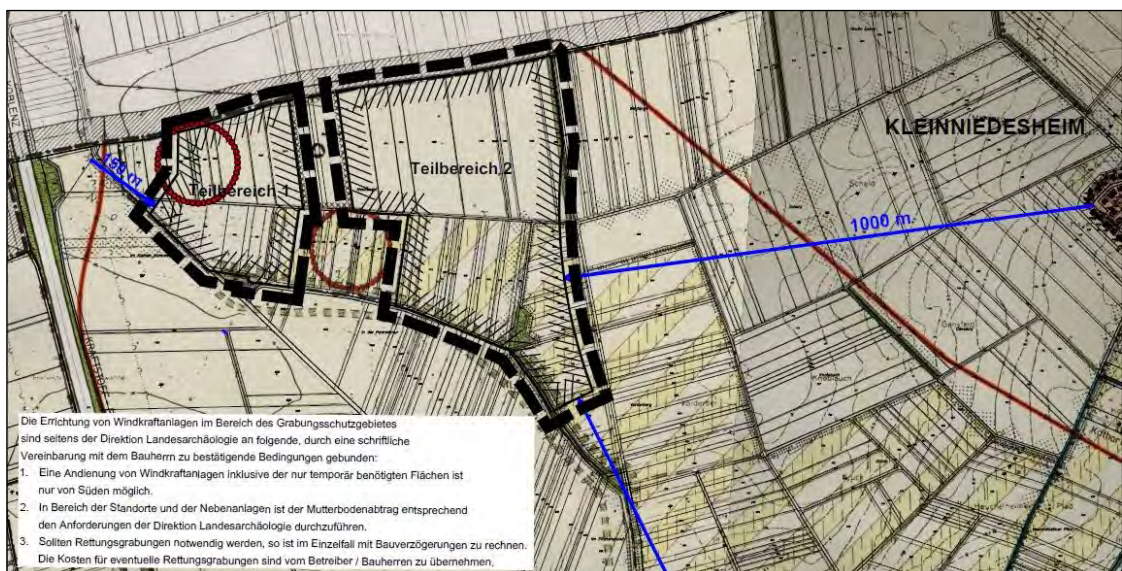 KLEINNIEDESHEIM
150 m
Teilbereich 1
Teilbereich 2
1000 m
Scheid
KRAFTSTOFF
Knoblauch
Die Errichtung von Windkraftanlagen im Bereich des Grabungsschutzgebietes
sind seitens der Direktion Landesarchäologie an folgende, durch eine schriftliche
Vereinbarung mit dem Bauherrn zu bestätigende Bedingungen gebunden:
1. Eine Andienung von Windkraftanlagen inklusive der nur temporär benötigten Flächen ist
nur von Süden möglich.
2. In Bereich der Standorte und der Nebenanlagen ist der Mutterbodenabtrag entsprechend
den Anforderungen der Direktion Landesarchäologie durchzuführen.
3. Sollten Rettungsgrabungen notwendig werden, so ist im Einzelfall mit Bauverzögerungen zu rechnen.
Die Kosten für eventuelle Rettungsgrabungen sind vom Betreiber / Bauherren zu übernehmen,